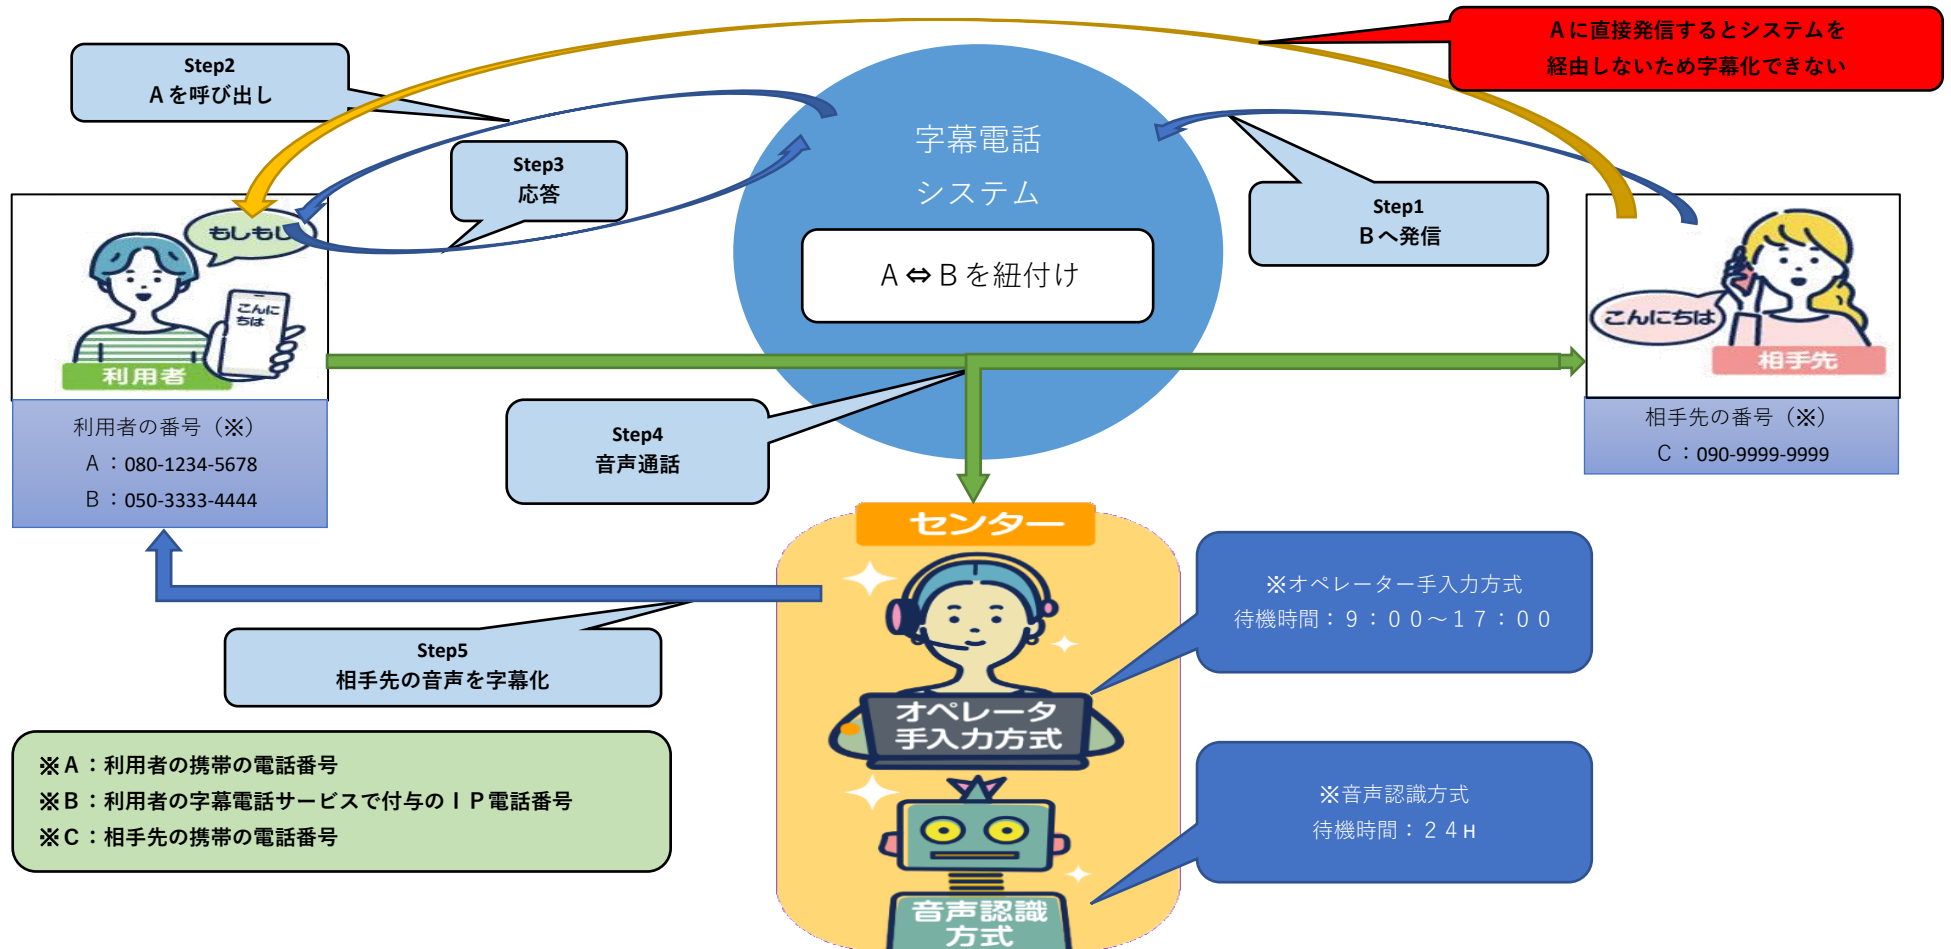 Aに直接発信するとシステムを
経由しないため字幕化できない
Step2
Aを呼び出し
字幕電話
システム
Step3
応答
Step1
Bへ発信
もしもし
A⇔Bを紐付け
こんに
ちは
こんにちは
利用者
相手先
利用者の番号（※）
A：080-1234-5678
B：050-3333-4444
相手先の番号（※）
C：090-9999-9999
Step4
音声通話
センター
※オペレーター手入力方式
待機時間：９：００～１７：００
Step5
相手先の音声を字幕化
オペレータ
手入力方式
※A：利用者の携帯の電話番号
※B：利用者の字幕電話サービスで付与のＩＰ電話番号
※C：相手先の携帯の電話番号
※音声認識方式
待機時間：２４H
音声認識
方式